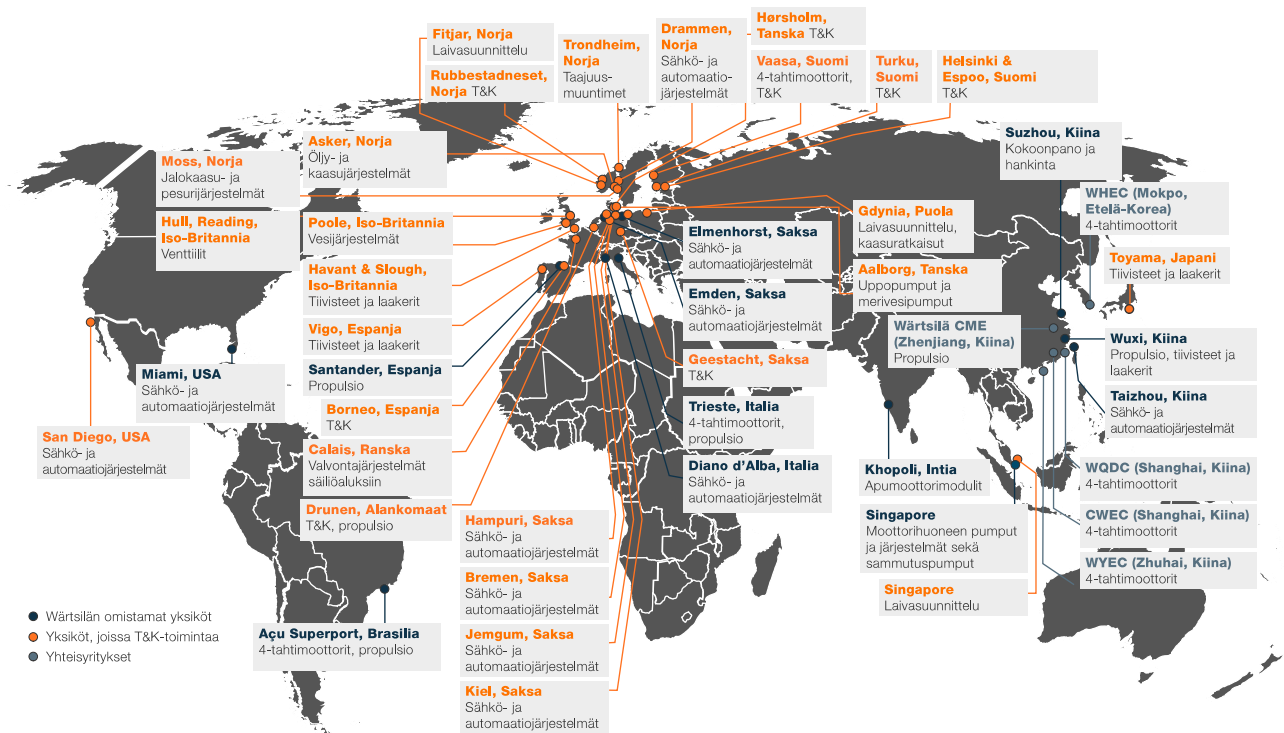 Fitjar, Norja
Laivasuunnittelu
Rubbestadneset,
Norja T&K
Trondheim,
Norja
Taajuus-
muuntimet
Drammen,
Norja
Sähkö- ja
automaatio-
järjestelmät
Hørsholm,
Tanska T&K
Vaasa, Suomi
4-tahtimoottorit,
T&K
Turku,
Suomi
T&K
Helsinki &
Espoo, Suomi
T&K
Asker, Norja
Öljy- ja
kaasujärjestelmät
Moss, Norja
Jalokaasu- ja
pesurijärjestelmät
Hull, Reading,
Iso-Britannia
Venttiilit
Poole, Iso-Britannia
Vesijärjestelmät
Havant & Slough,
Iso-Britannia
Tiivisteet ja laakerit
Vigo, Espanja
Tiivisteet ja laakerit
Santander, Espanja
Propulsio
Borneo, Espanja
T&K
Calais, Ranska
Valvontajärjestelmät
säiliöaluksiin
Drunen, Alankomaat
T&K, propulsio
Miami, USA
Sähkö- ja
automaatiojärjestelmät
San Diego, USA
Sähkö- ja
automaatiojärjestelmät
Açu Superport, Brasilia
4-tahtimoottorit, propulsio
Hampuri, Saksa
Sähkö- ja
automaatiojärjestelmät
Bremen, Saksa
Sähkö- ja
automaatiojärjestelmät
Jemgum, Saksa
Sähkö- ja
automaatiojärjestelmät
Kiel, Saksa
Sähkö- ja
automaatiojärjestelmät
Elmenhorst, Saksa
Sähkö- ja
automaatiojärjestelmät
Emden, Saksa
Sähkö- ja
automaatiojärjestelmät
Geestacht, Saksa
T&K
Trieste, Italia
4-tahtimoottorit,
propulsio
Diano d'Alba, Italia
Sähkö- ja
automaatiojärjestelmät
Gdynia, Puola
Laivasuunnittelu,
kaasuratkaisut
Aalborg, Tanska
Uppopumput ja
merivesipumput
Suzhou, Kiina
Kokoonpano ja
hankinta
WHEC (Mokpo,
Etelä-Korea)
4-tahtimoottorit
Toyama, Japani
Tiivisteet ja laakerit
Wärtsilä CME
(Zhenjiang, Kiina)
Propulsio
Wuxi, Kiina
Propulsio, tiivisteet ja
laakerit
Taizhou, Kiina
Sähkö- ja
automaatiojärjestelmät
Khopoli, Intia
Apumoottorimodulit
Singapore
Moottorihuoneen pumput
ja järjestelmät sekä
sammutuspumput
Singapore
Laivasuunnittelu
WQDC (Shanghai, Kiina)
4-tahtimoottorit
CWEC (Shanghai, Kiina)
4-tahtimoottorit
WYEC (Zhuhai, Kiina)
4-tahtimoottorit
Wärtsilän omistamat yksiköt
Yksiköt, joissa T&K-toimintaa
Yhteisyritykset